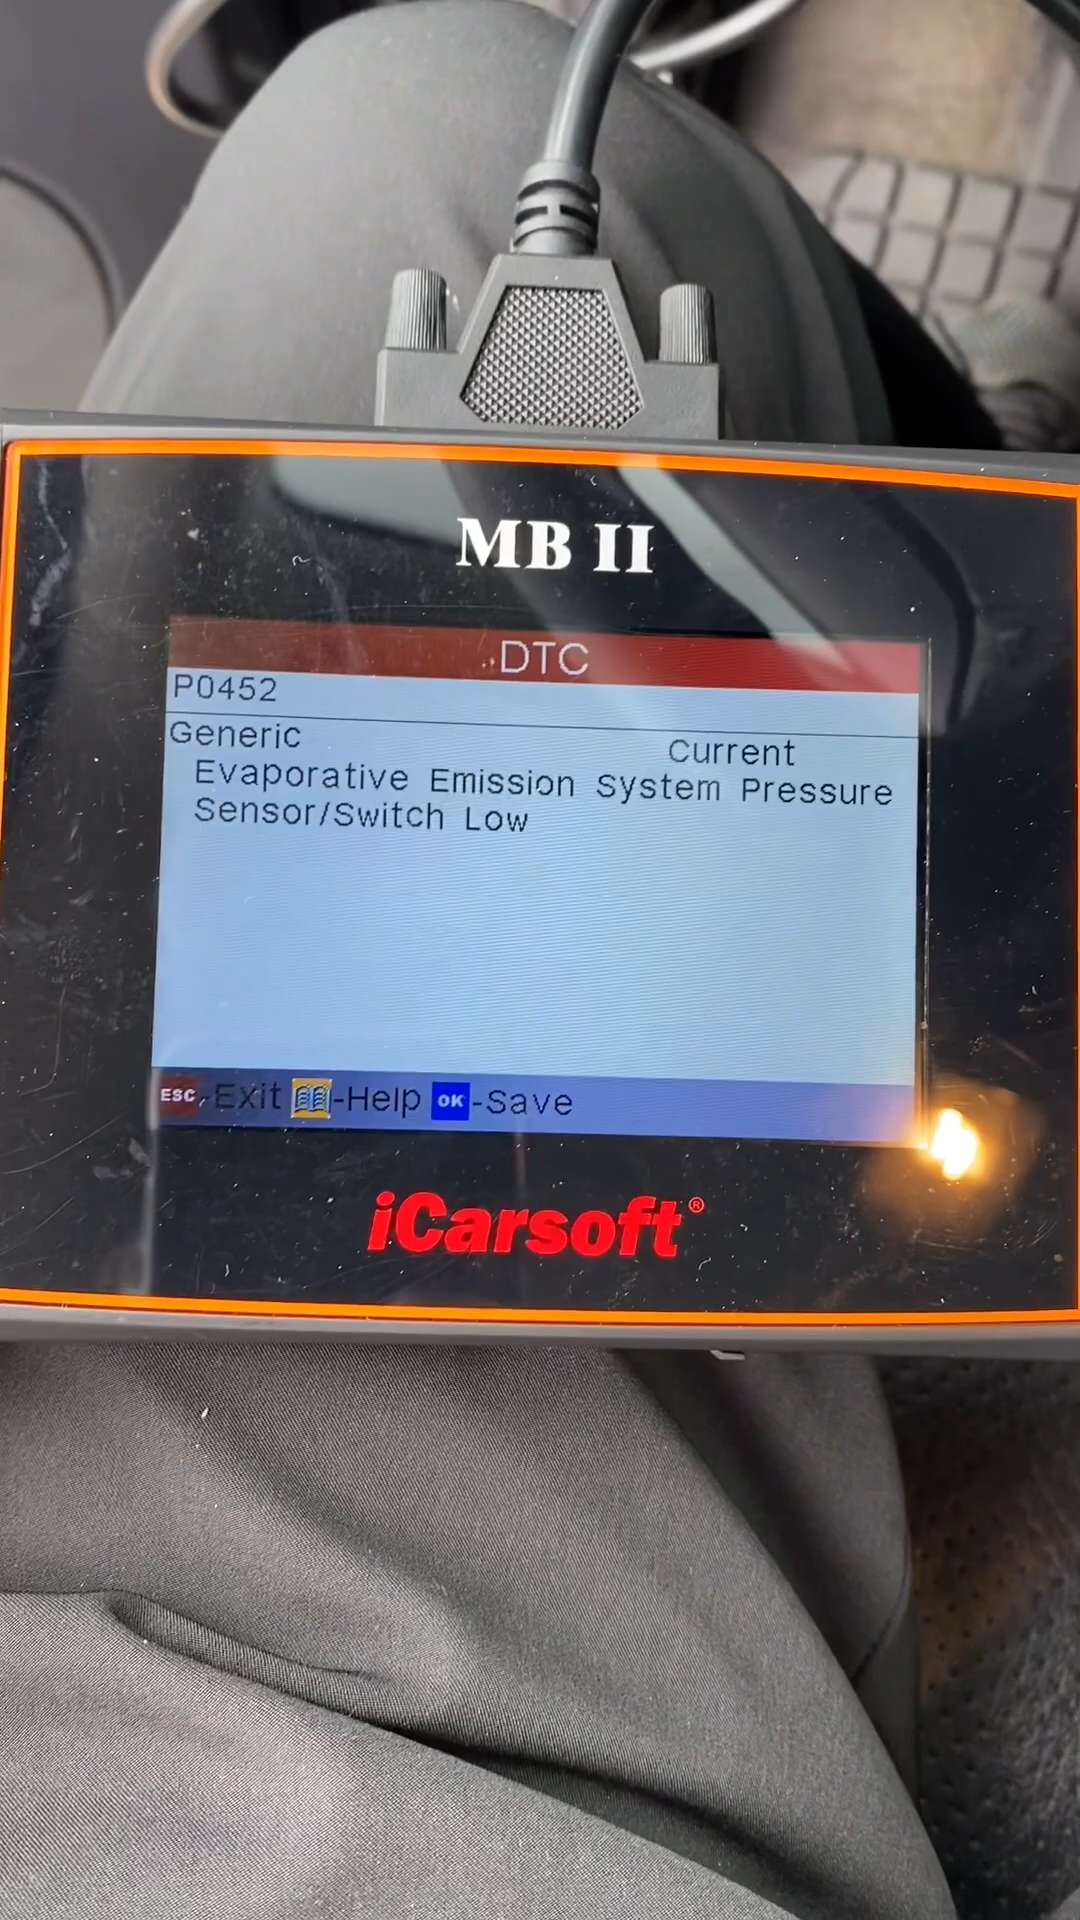 MB II
DTC
P0452
Generic Current
Evaporative Emission System Pressure
Sensor/Switch Low
ESC-Exit -Help OK-Save
iCarsoft®